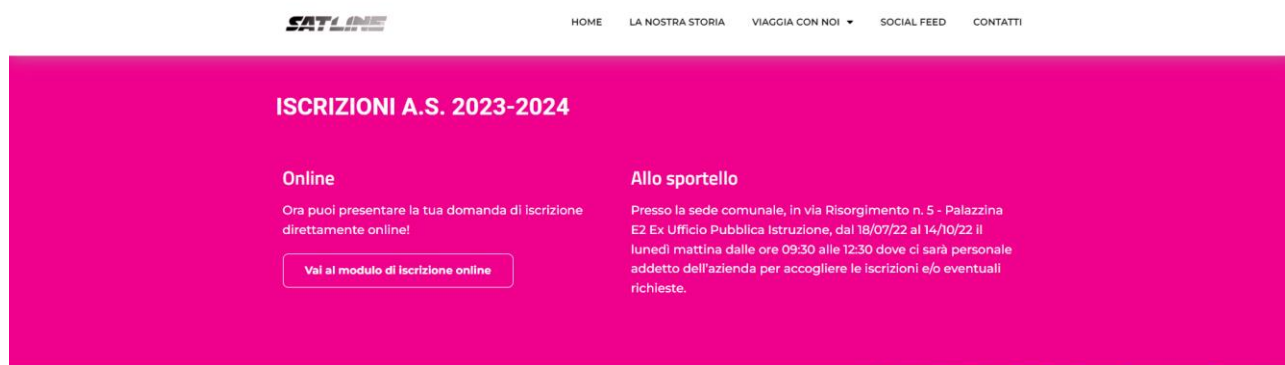 SATLINE
HOME LA NOSTRA STORIA VIAGGIA CON NOI SOCIAL FEED CONTATTI
ISCRIZIONI A.S. 2023-2024
Online
Ora puoi presentare la tua domanda di iscrizione
direttamente online!
Vai al modulo di iscrizione online
Allo sportello
Presso la sede comunale, in via Risorgimento n. 5 - Palazzina
E2 Ex Ufficio Pubblica Istruzione, dal 18/07/22 al 14/10/22 il
lunedì mattina dalle ore 09:30 alle 12:30 dove ci sarà personale
addetto dell'azienda per accogliere le iscrizioni e/o eventuali
richieste.